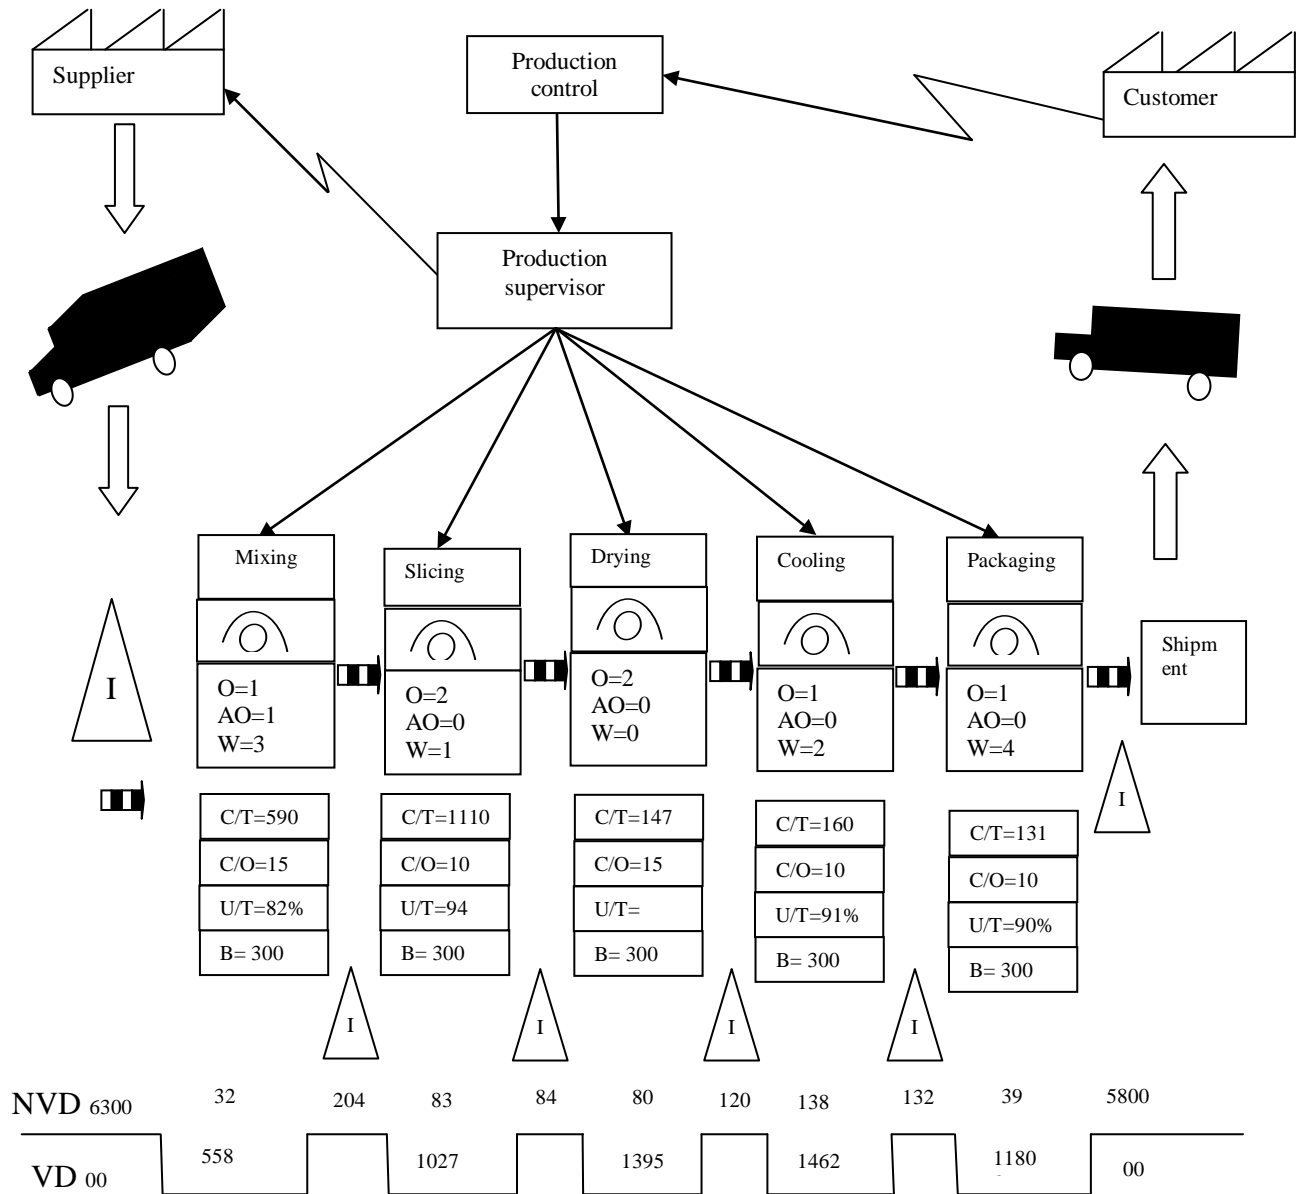 Supplier
Production
control
Customer
Production
supervisor
Mixing
O=1
AO=1
W=3
C/T=590
C/O=15
U/T=82%
B= 300
Slicing
O=2
AO=0
W=1
C/T=1110
C/O=10
U/T=94
B= 300
Drying
O=2
AO=0
W=0
C/T=147
C/O=15
U/T=
B= 300
Cooling
O=1
AO=0
W=2
C/T=160
C/O=10
U/T=91%
B= 300
Packaging
O=1
AO=0
W=4
C/T=131
C/O=10
U/T=90%
B= 300
Shipm
ent
I
I
I
I
I
I
NVD 6300 32 204 83 84 80 120 138 132 39 5800
VD 00 558 1027 1395 1462 1180 00